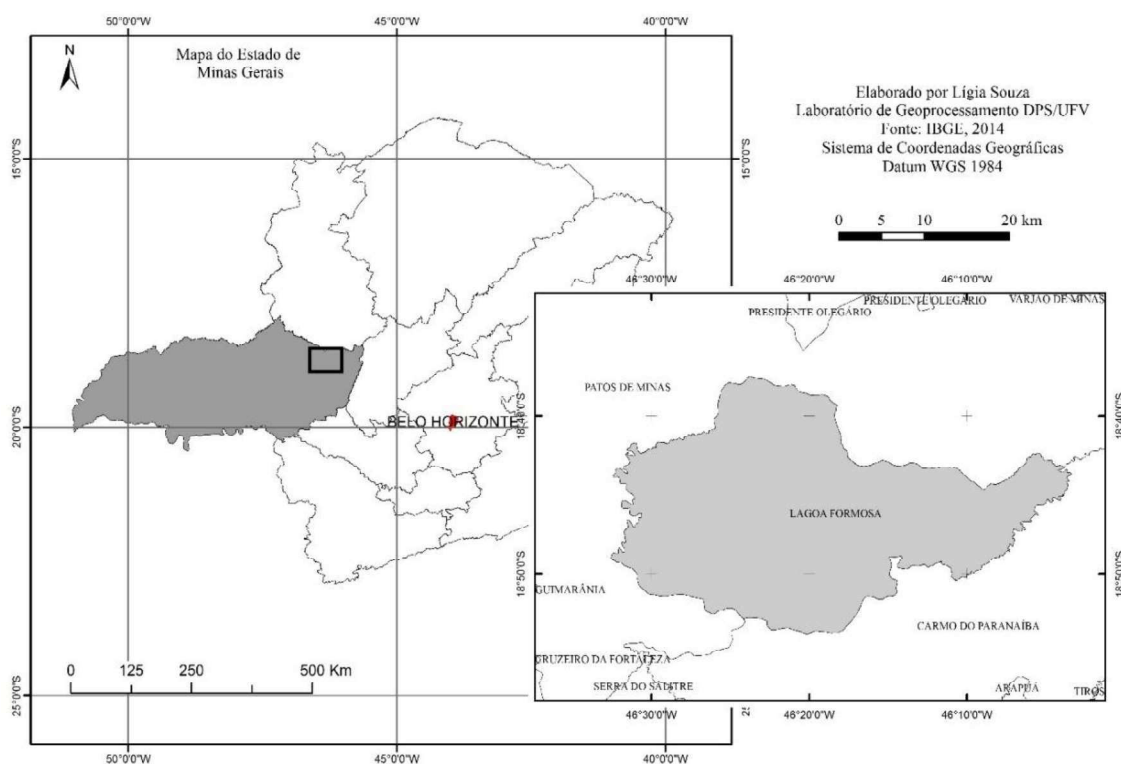 50°0'0"W
45°0'0"W
40°0'0"W
N
Mapa do Estado de
Minas Gerais
Elaborado por Lígia Souza
Laboratório de Geoprocessamento DPS/UFV
Fonte: IBGE, 2014
Sistema de Coordenadas Geográficas
Datum WGS 1984
15°0'0"S
15°0'0"S
0 5 10 20 km
46°30'0"W
46°20'0"W
46°10'0"W
PRESIDENTE OLEGÁRIO
VARJÃO DE MINAS
PRESIDENTE OLEGÁRIO
PATOS DE MINAS
18°40'0"S
18°40'0"S
BELO HORIZONTE
20°0'0"S
LAGOA FORMOSA
18°50'0"S
18°50'0"S
GUIMARÂNIA
CARMO DO PARANAÍBA
CRUZEIRO DA FORTALEZA
SERRA DO SALITRE
ARAPUÁ
TIROS
0 125 250 500 Km
25°0'0"S
46°30'0"W
46°20'0"W
46°10'0"W
50°0'0"W
45°0'0"W
40°0'0"W